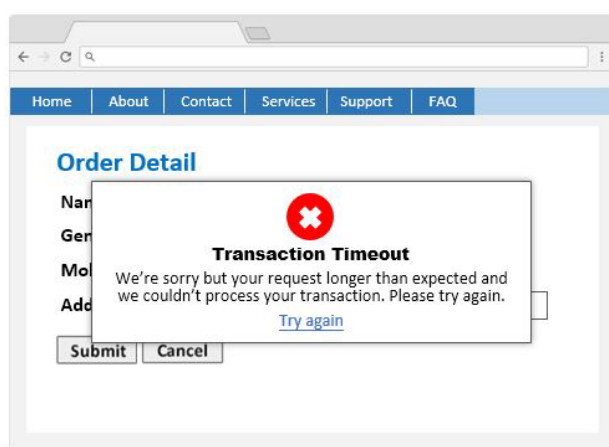 Home About Contact Services Support FAQ
Order Detail
Nar
Gen
Mol
Add
Transaction Timeout
We're sorry but your request longer than expected and
we couldn't process your transaction. Please try again.
Try again
Submit Cancel